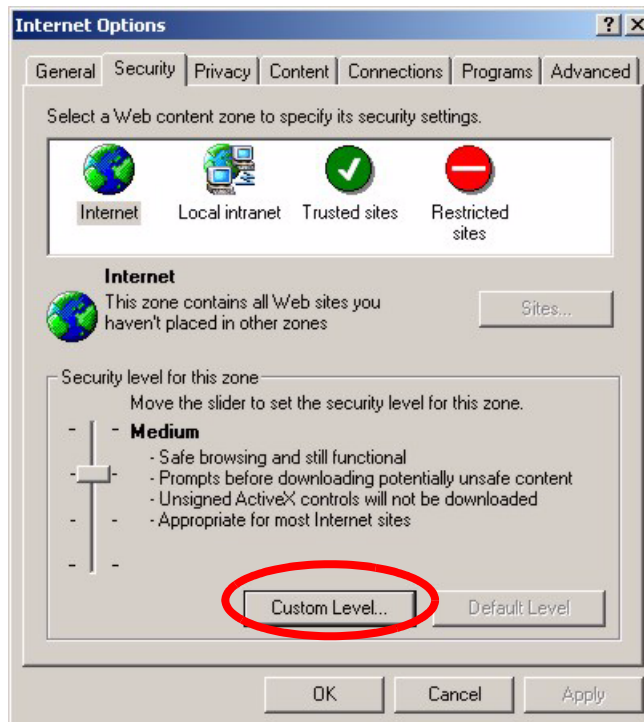 Internet Options
General Security Privacy Content Connections Programs Advanced
Select a Web content zone to specify its security settings.
Internet Local intranet Trusted sites Restricted
sites
Internet
This zone contains all Web sites you
haven't placed in other zones
Sites...
Security level for this zone
Move the slider to set the security level for this zone.
Medium
- Safe browsing and still functional
- Prompts before downloading potentially unsafe content
- Unsigned ActiveX controls will not be downloaded
- Appropriate for most Internet sites
Custom Level... Default Level
OK Cancel Apply